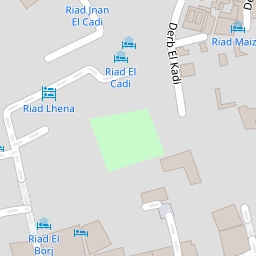 Riad Jnan
El Cadi
Derb El Kadi
Riad Maiz
D
Riad El
Cadi
Riad Lhena
Riad El
Borj